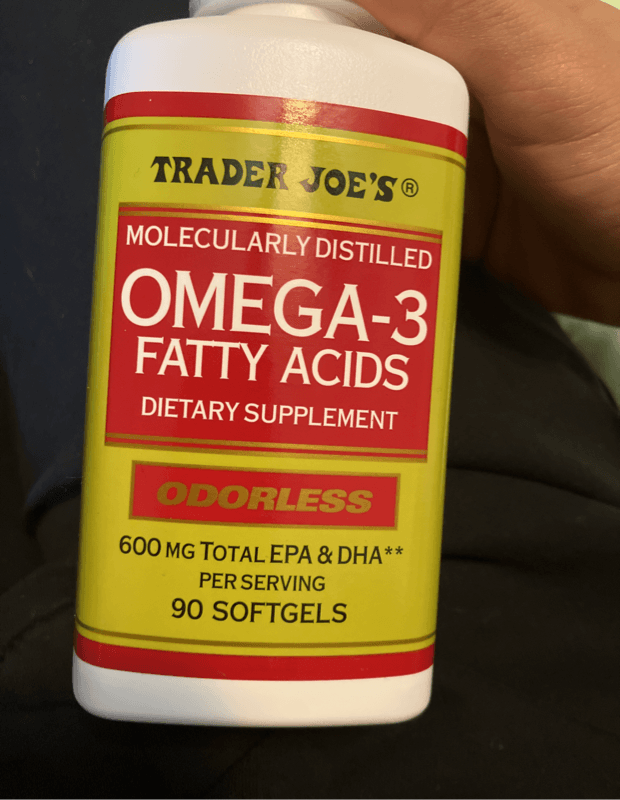 TRADER JOE'S®
MOLECULARLY DISTILLED
OMEGA-3
FATTY ACIDS
DIETARY SUPPLEMENT
ODORLESS
600 MG TOTAL EPA & DHA**
PER SERVING
90 SOFTGELS